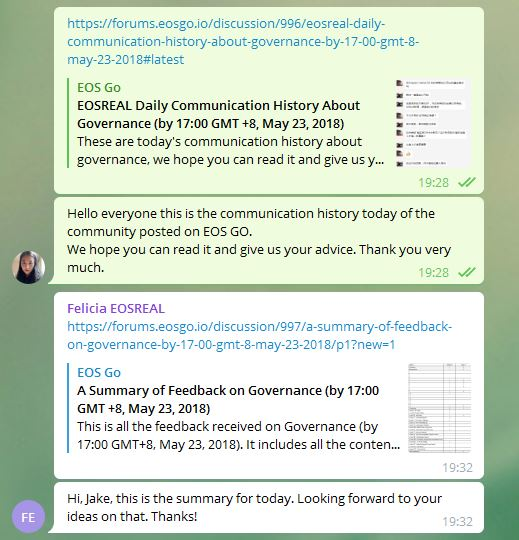 https://forums.eosgo.io/discussion/996/eosreal-daily-
communication-history-about-governance-by-17-00-gmt-8-
may-23-2018#latest
EOS Go
EOSREAL Daily Communication History About
Governance (by 17:00 GMT +8, May 23, 2018)
These are today's communication history about
governance, we hope you can read it and give us y...
19:28
Hello everyone this is the communication history today of the
community posted on EOS GO.
We hope you can read it and give us your advice. Thank you very
much.
19:28
Felicia EOSREAL
https://forums.eosgo.io/discussion/997/a-summary-of-feedback-
on-governance-by-17-00-gmt-8-may-23-2018/p1?new=1
EOS Go
A Summary of Feedback on Governance (by 17:00
GMT +8, May 23, 2018)
This is all the feedback received on Governance (by
17:00 GMT+8, May 23, 2018). It includes all the conten...
19:32
FE
Hi, Jake, this is the summary for today. Looking forward to your
ideas on that. Thanks!
19:32